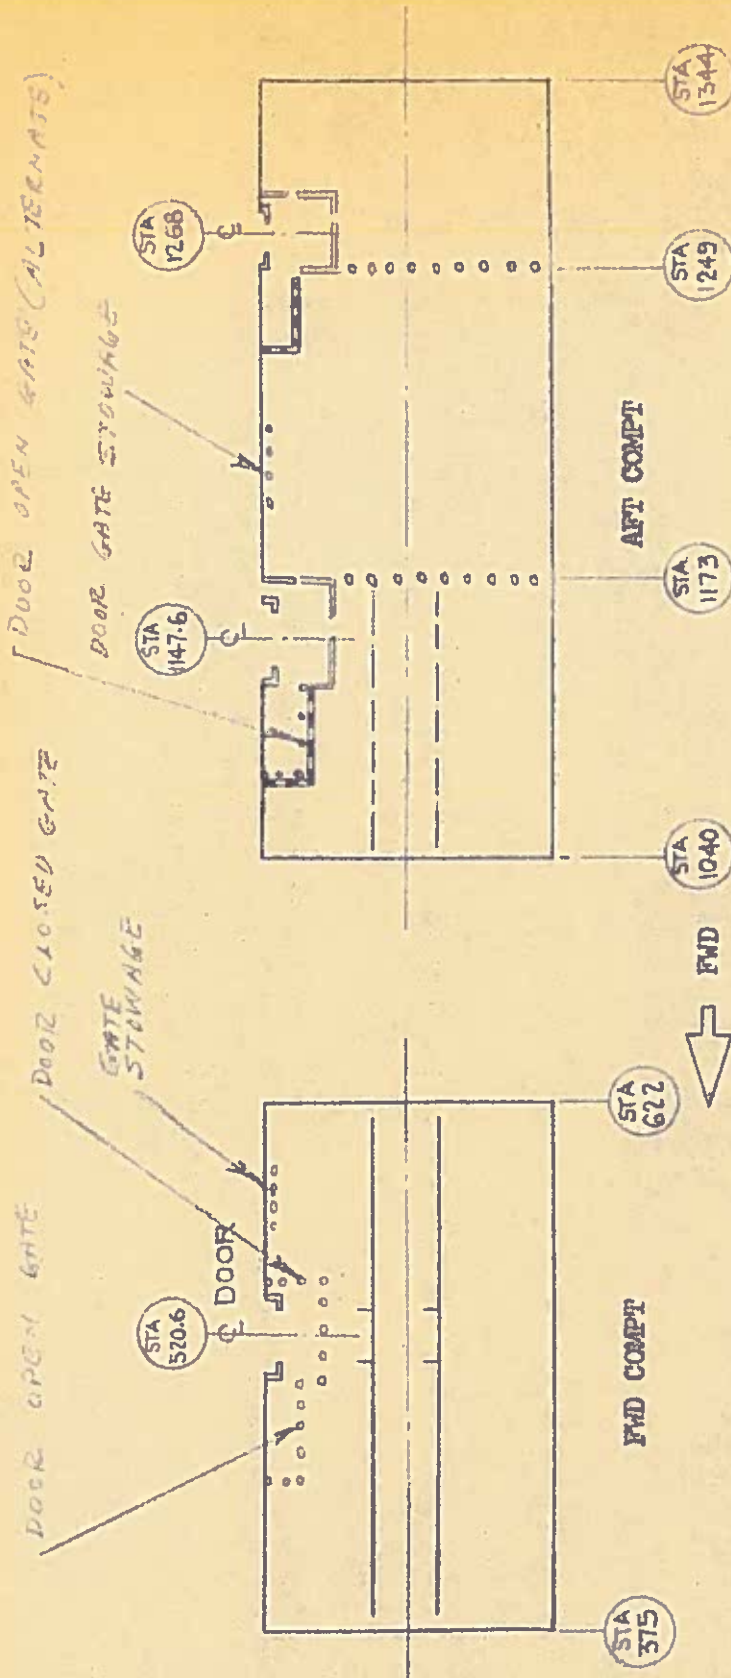 DOOR OPEN GATE
DOOR CLOSED GATE
GATE
STOWAGE
DOOR OPEN GATE (ALTERNATE)
DOOR GATE STOWAGE
STA
520.6
℄ DOOR
STA
1147.6
℄
STA
1268
℄
FWD COMPT
AFT COMPT
STA
375
STA
622
FWD
STA
1040
STA
1173
STA
1249
STA
1344